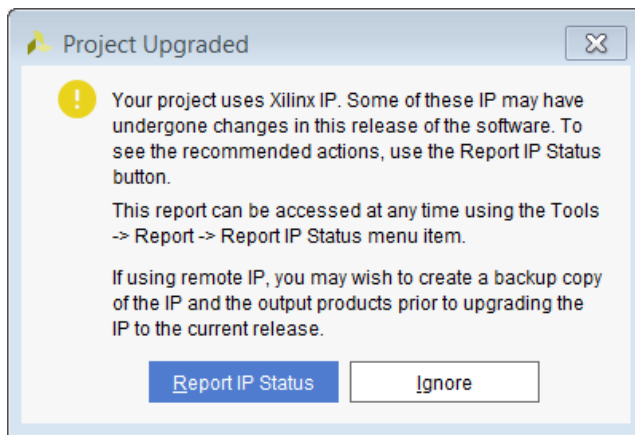 Project Upgraded
Your project uses Xilinx IP. Some of these IP may have
undergone changes in this release of the software. To
see the recommended actions, use the Report IP Status
button.
This report can be accessed at any time using the Tools
-> Report -> Report IP Status menu item.
If using remote IP, you may wish to create a backup copy
of the IP and the output products prior to upgrading the
IP to the current release.
Report IP Status
Ignore